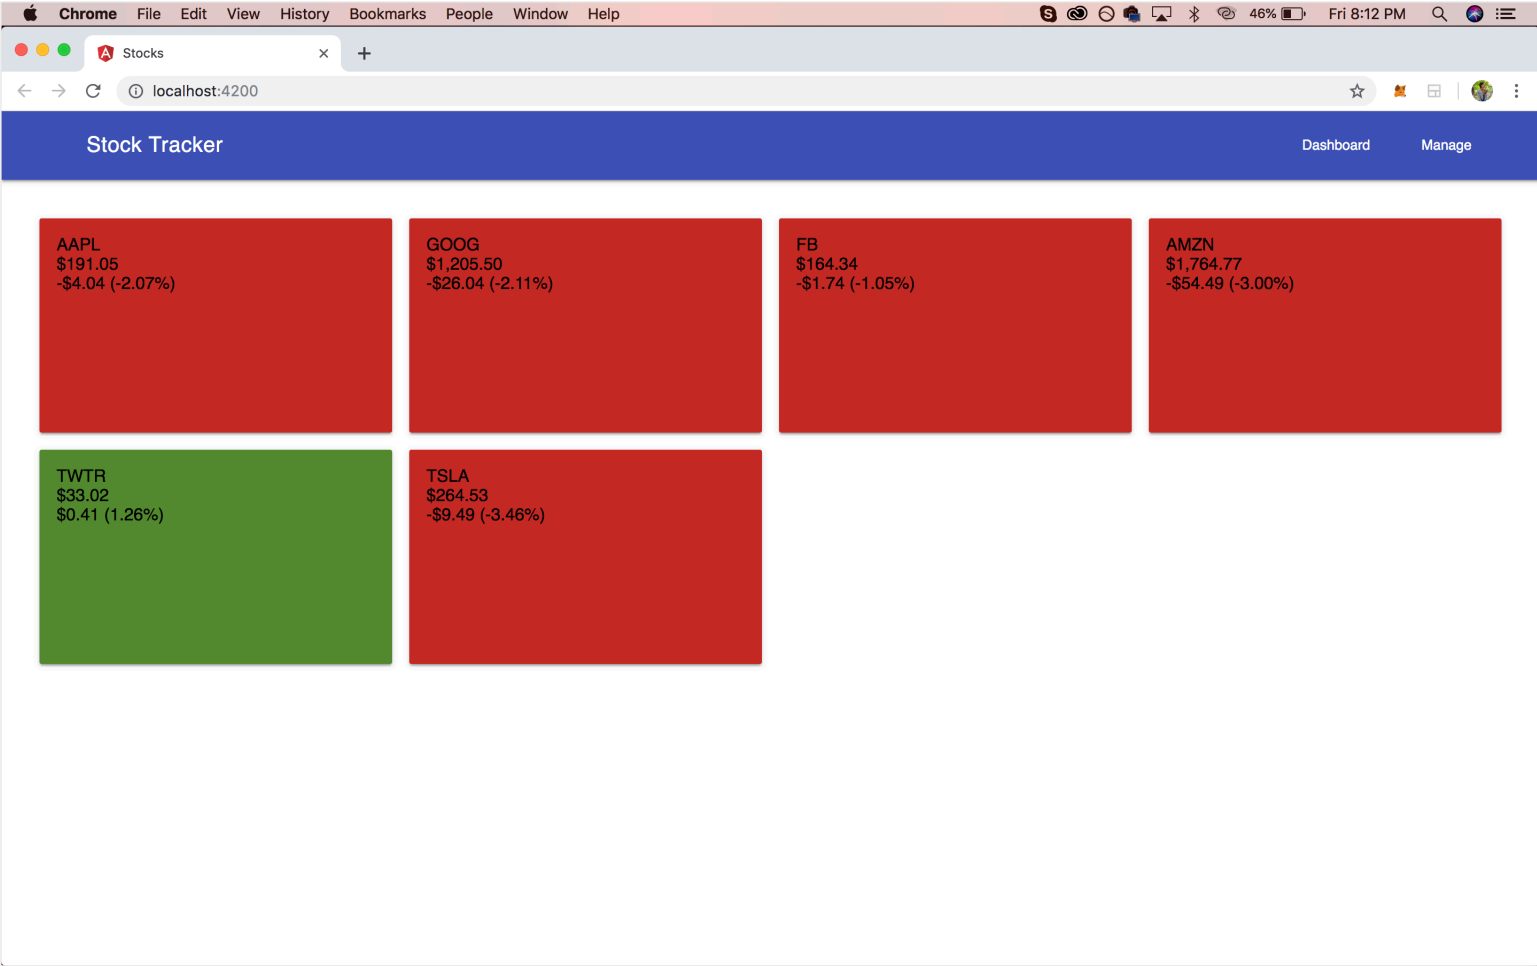 Chrome File Edit View History Bookmarks People Window Help 46% Fri 8:12 PM
Stocks
localhost:4200
Stock Tracker Dashboard Manage
AAPL
$191.05
-$4.04 (-2.07%)
GOOG
$1,205.50
-$26.04 (-2.11%)
FB
$164.34
-$1.74 (-1.05%)
AMZN
$1,764.77
-$54.49 (-3.00%)
TWTR
$33.02
$0.41 (1.26%)
TSLA
$264.53
-$9.49 (-3.46%)